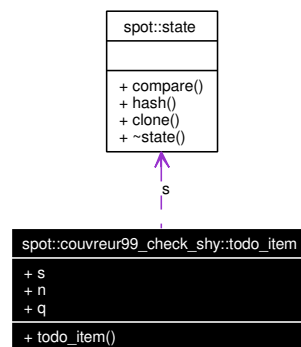 spot::state
+ compare()
+ hash()
+ clone()
+ ~state()
s
spot::couvreur99_check_shy::todo_item
+ s
+ n
+ q
+ todo_item()